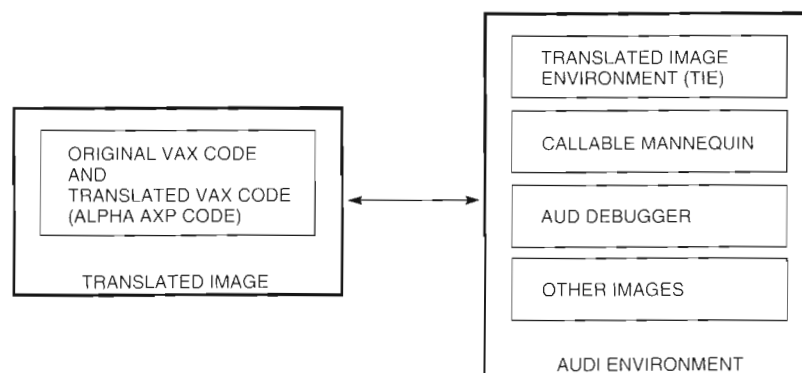 ORIGINAL VAX CODE
AND
TRANSLATED VAX CODE
(ALPHA AXP CODE)
TRANSLATED IMAGE
TRANSLATED IMAGE
ENVIRONMENT (TIE)
CALLABLE MANNEQUIN
AUD DEBUGGER
OTHER IMAGES
AUDI ENVIRONMENT